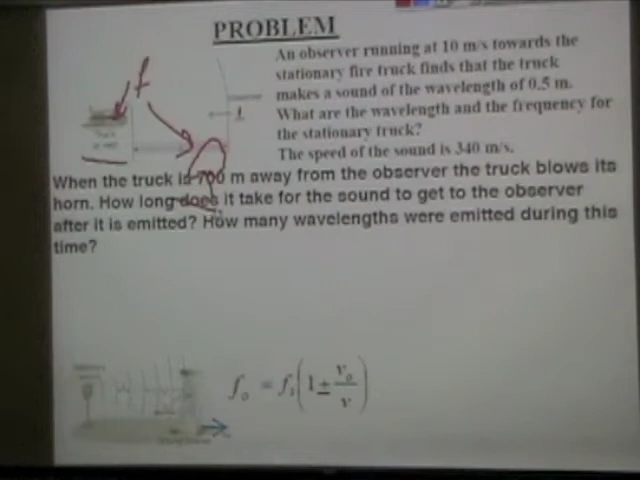 PROBLEM
An observer running at 10 m/s towards the
stationary fire truck finds that the truck
makes a sound of the wavelength of 0.5 m.
What are the wavelength and the frequency for
the stationary truck?
The speed of the sound is 340 m/s.
f
When the truck is 700 m away from the observer the truck blows its
horn. How long does it take for the sound to get to the observer
after it is emitted? How many wavelengths were emitted during this
time?
f_o = f_s(1 ± v_o/v)